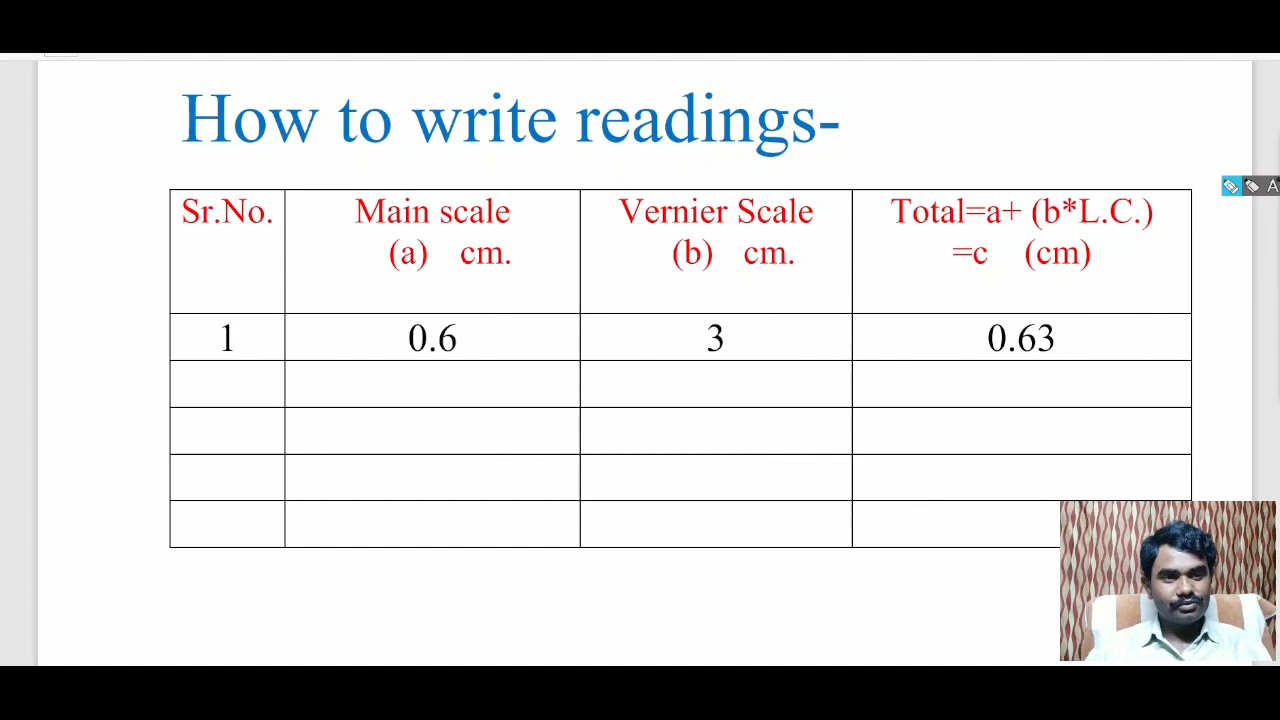 How to write readings-
Sr.No. Main scale Vernier Scale Total=a+ (b*L.C.)
(a) cm. (b) cm. =c (cm)
1 0.6 3 0.63
A